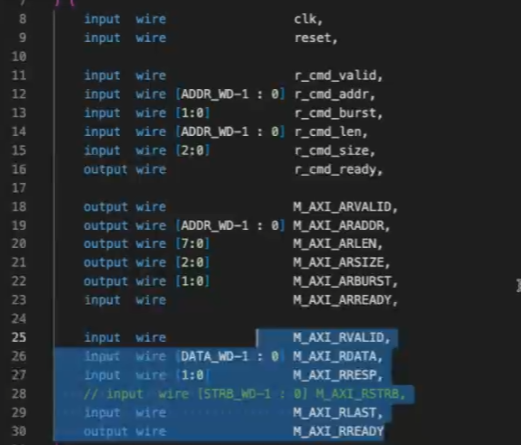 7 ) (
8 input wire clk,
9 input wire reset,
10
11 input wire r_cmd_valid,
12 input wire [ADDR_WD-1 : 0] r_cmd_addr,
13 input wire [1:0] r_cmd_burst,
14 input wire [ADDR_WD-1 : 0] r_cmd_len,
15 input wire [2:0] r_cmd_size,
16 output wire r_cmd_ready,
17
18 output wire M_AXI_ARVALID,
19 output wire [ADDR_WD-1 : 0] M_AXI_ARADDR,
20 output wire [7:0] M_AXI_ARLEN,
21 output wire [2:0] M_AXI_ARSIZE,
22 output wire [1:0] M_AXI_ARBURST,
23 input wire M_AXI_ARREADY,
24
25 input wire M_AXI_RVALID,
26 input wire [DATA_WD-1 : 0] M_AXI_RDATA,
27 input wire [1:0] M_AXI_RRESP,
28 // input wire [STRB_WD-1 : 0] M_AXI_RSTRB,
29 input wire M_AXI_RLAST,
30 output wire M_AXI_RREADY